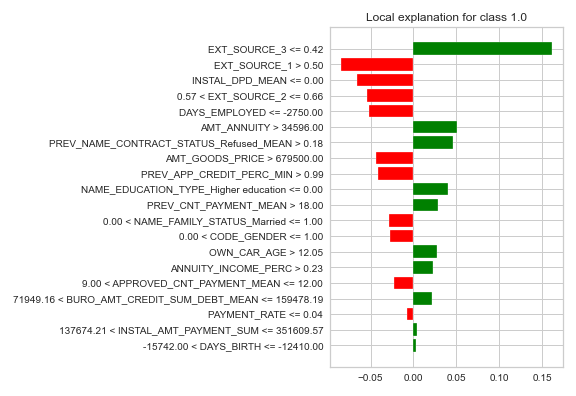 Local explanation for class 1.0
EXT_SOURCE_3 <= 0.42
EXT_SOURCE_1 > 0.50
INSTAL_DPD_MEAN <= 0.00
0.57 < EXT_SOURCE_2 <= 0.66
DAYS_EMPLOYED <= -2750.00
AMT_ANNUITY > 34596.00
PREV_NAME_CONTRACT_STATUS_Refused_MEAN > 0.18
AMT_GOODS_PRICE > 679500.00
PREV_APP_CREDIT_PERC_MIN > 0.99
NAME_EDUCATION_TYPE_Higher education <= 0.00
PREV_CNT_PAYMENT_MEAN > 18.00
0.00 < NAME_FAMILY_STATUS_Married <= 1.00
0.00 < CODE_GENDER <= 1.00
OWN_CAR_AGE > 12.05
ANNUITY_INCOME_PERC > 0.23
9.00 < APPROVED_CNT_PAYMENT_MEAN <= 12.00
71949.16 < BURO_AMT_CREDIT_SUM_DEBT_MEAN <= 159478.19
PAYMENT_RATE <= 0.04
137674.21 < INSTAL_AMT_PAYMENT_SUM <= 351609.57
-15742.00 < DAYS_BIRTH <= -12410.00
−0.05 0.00 0.05 0.10 0.15